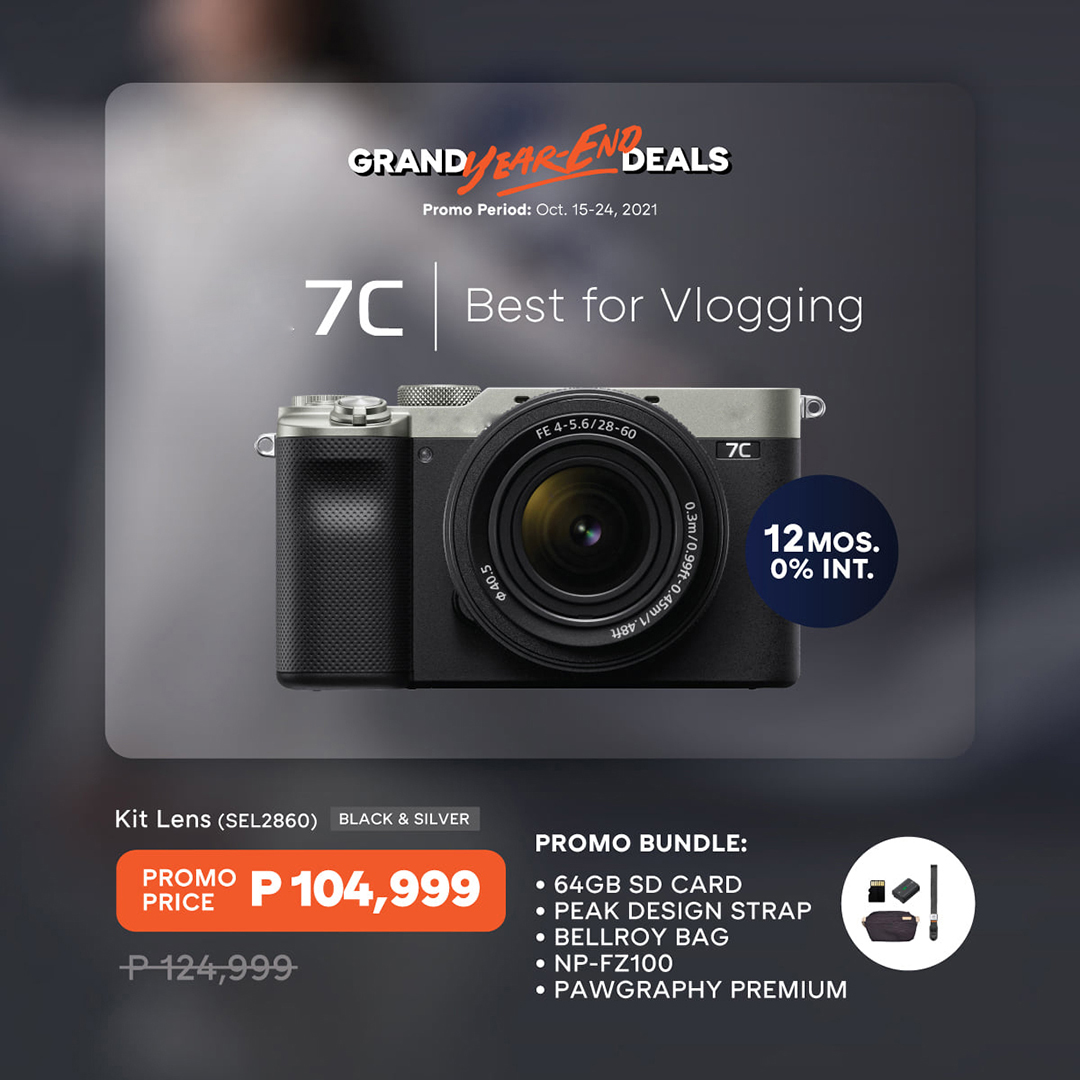 GRAND YEAR-END DEALS
Promo Period: Oct. 15-24, 2021
7C | Best for Vlogging
FE 4-5.6/28-60
7C
0.3m/0.99ft-0.45m/1.48ft
Φ40.5
12 MOS.
0% INT.
Kit Lens (SEL2860) BLACK & SILVER
PROMO PRICE P 104,999
P 124,999
PROMO BUNDLE:
• 64GB SD CARD
• PEAK DESIGN STRAP
• BELLROY BAG
• NP-FZ100
• PAWGRAPHY PREMIUM